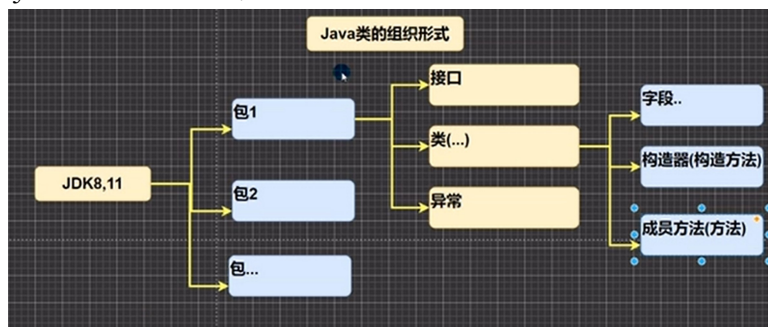 Java类的组织形式
接口
字段..
包1
类(...)
构造器(构造方法)
JDK8,11
包2
异常
成员方法(方法)
包...